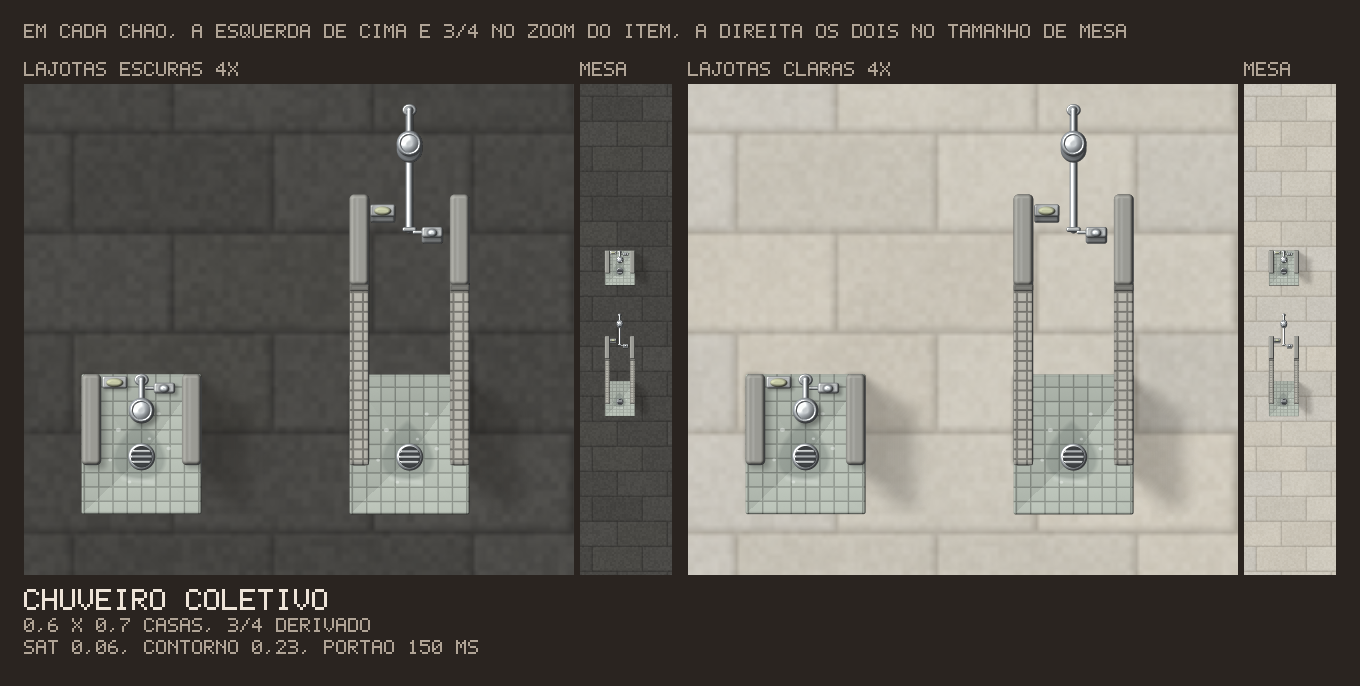 EM CADA CHAO, A ESQUERDA DE CIMA E 3/4 NO ZOOM DO ITEM, A DIREITA OS DOIS NO TAMANHO DE MESA
LAJOTAS ESCURAS 4X
MESA
LAJOTAS CLARAS 4X
MESA
CHUVEIRO COLETIVO
0,6 X 0,7 CASAS, 3/4 DERIVADO
SAT 0,06, CONTORNO 0,23, PORTAO 150 MS